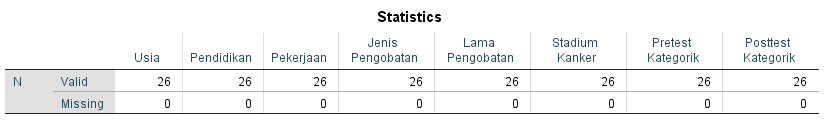 Statistics
Usia Pendidikan Pekerjaan Jenis Pengobatan Lama Pengobatan Stadium Kanker Pretest Kategorik Posttest Kategorik
N Valid 26 26 26 26 26 26 26 26
Missing 0 0 0 0 0 0 0 0